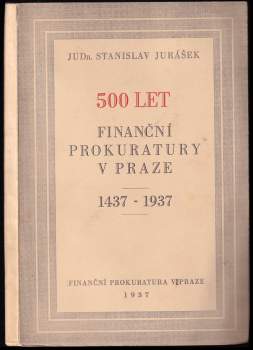 JUDR. STANISLAV JURÁŠEK
500 LET
FINANČNÍ
PROKURATURY
V PRAZE
1437 - 1937
FINANČNÍ PROKURATURA V PRAZE
1937